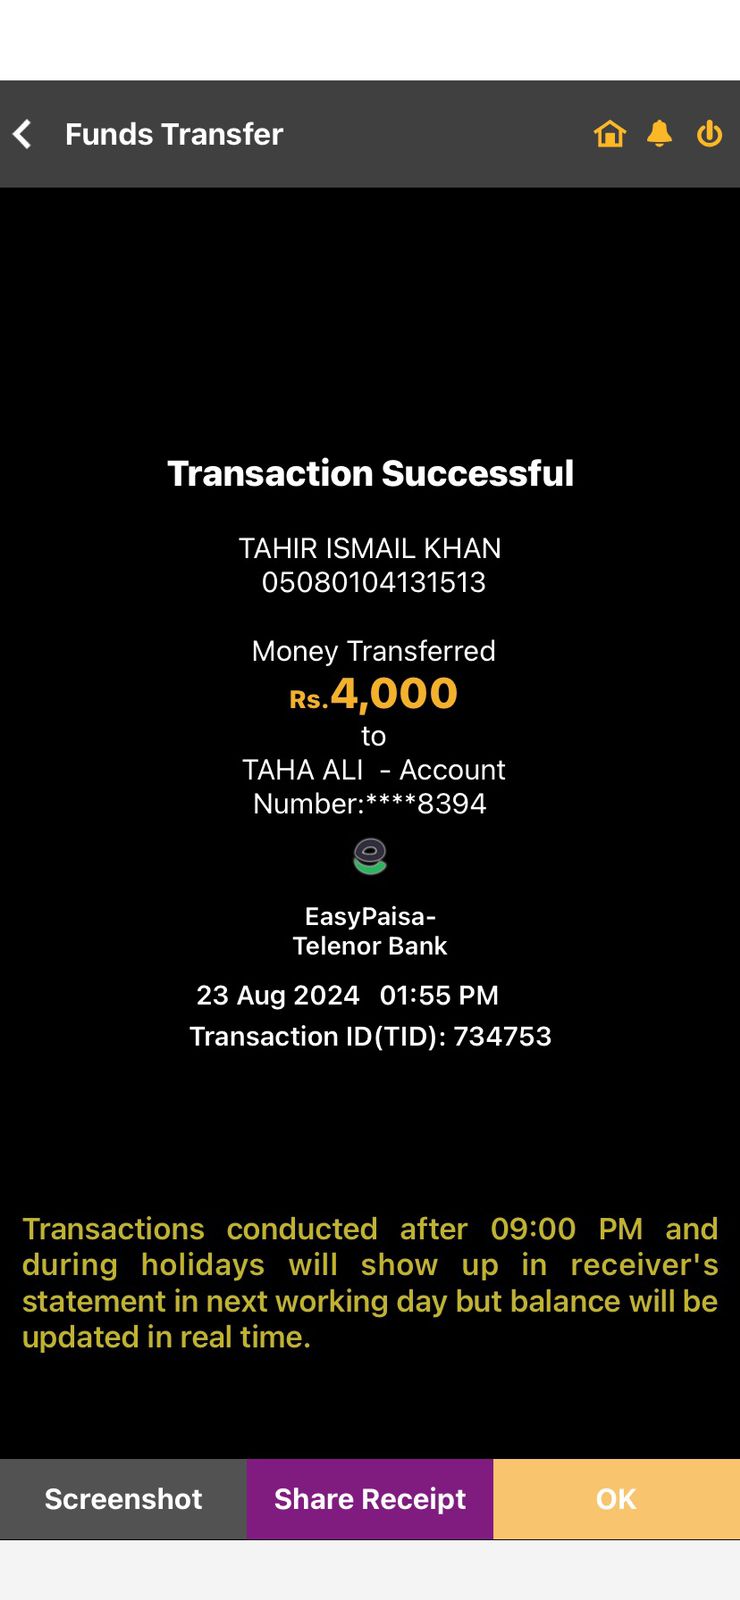 Funds Transfer
Transaction Successful
TAHIR ISMAIL KHAN
05080104131513
Money Transferred
Rs.4,000
to
TAHA ALI - Account
Number:****8394
EasyPaisa-
Telenor Bank
23 Aug 2024 01:55 PM
Transaction ID(TID): 734753
Transactions conducted after 09:00 PM and
during holidays will show up in receiver's
statement in next working day but balance will be
updated in real time.
Screenshot Share Receipt OK